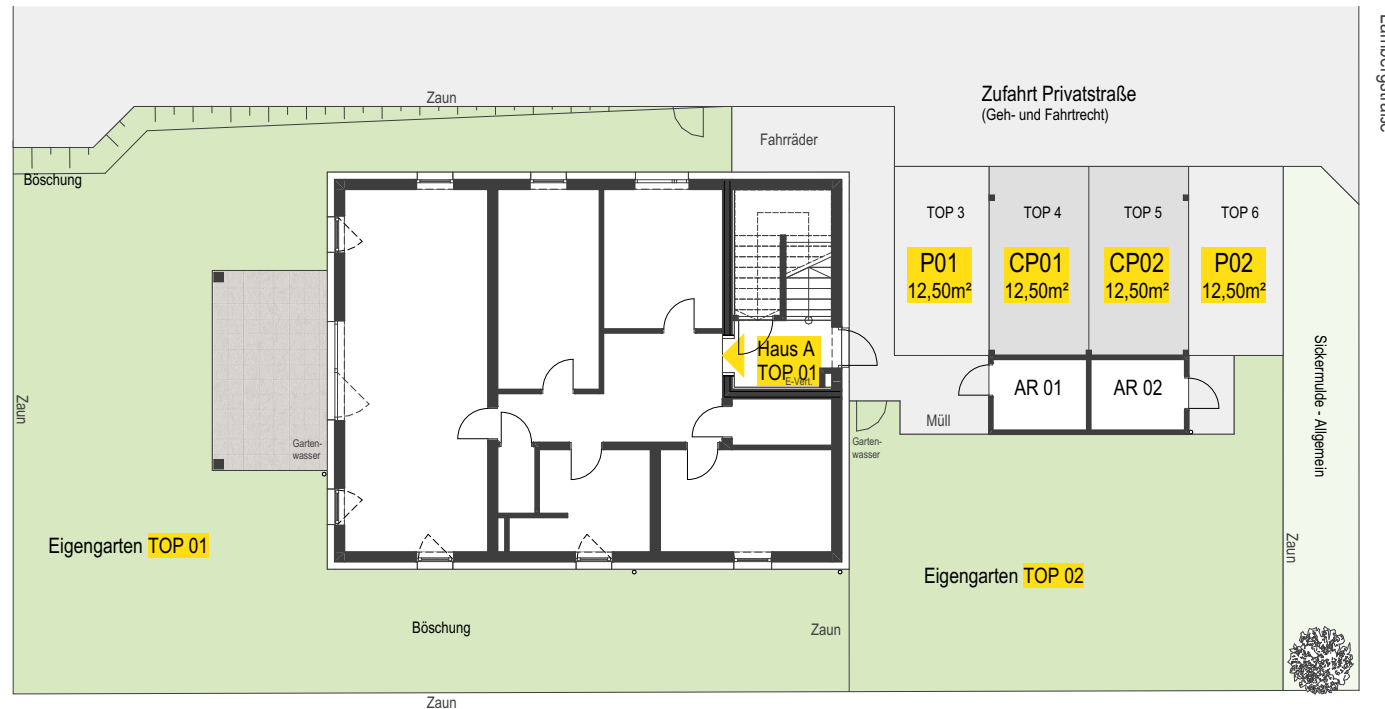 Zaun
Zufahrt Privatstraße
(Geh- und Fahrtrecht)
Fahrräder
Böschung
TOP 3
TOP 4
TOP 5
TOP 6
P01
12,50m²
CP01
12,50m²
CP02
12,50m²
P02
12,50m²
Haus A
TOP 01
E-Vert.
AR 01
AR 02
Müll
Sickermulde - Allgemein
Zaun
Garten-
wasser
Garten-
wasser
Eigengarten TOP 01
Eigengarten TOP 02
Zaun
Böschung
Zaun
Zaun